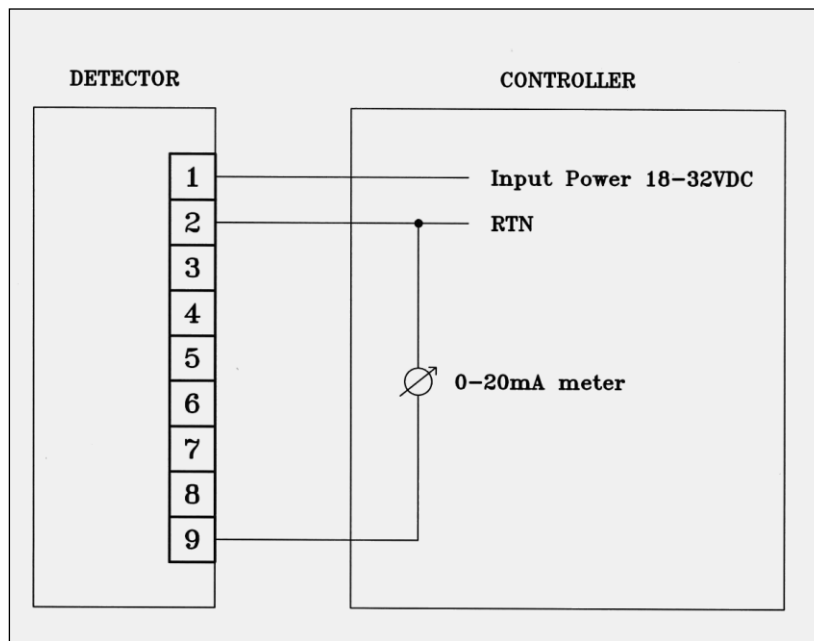 DETECTOR
CONTROLLER
1
Input Power 18-32VDC
2
RTN
3
4
5
0-20mA meter
6
7
8
9